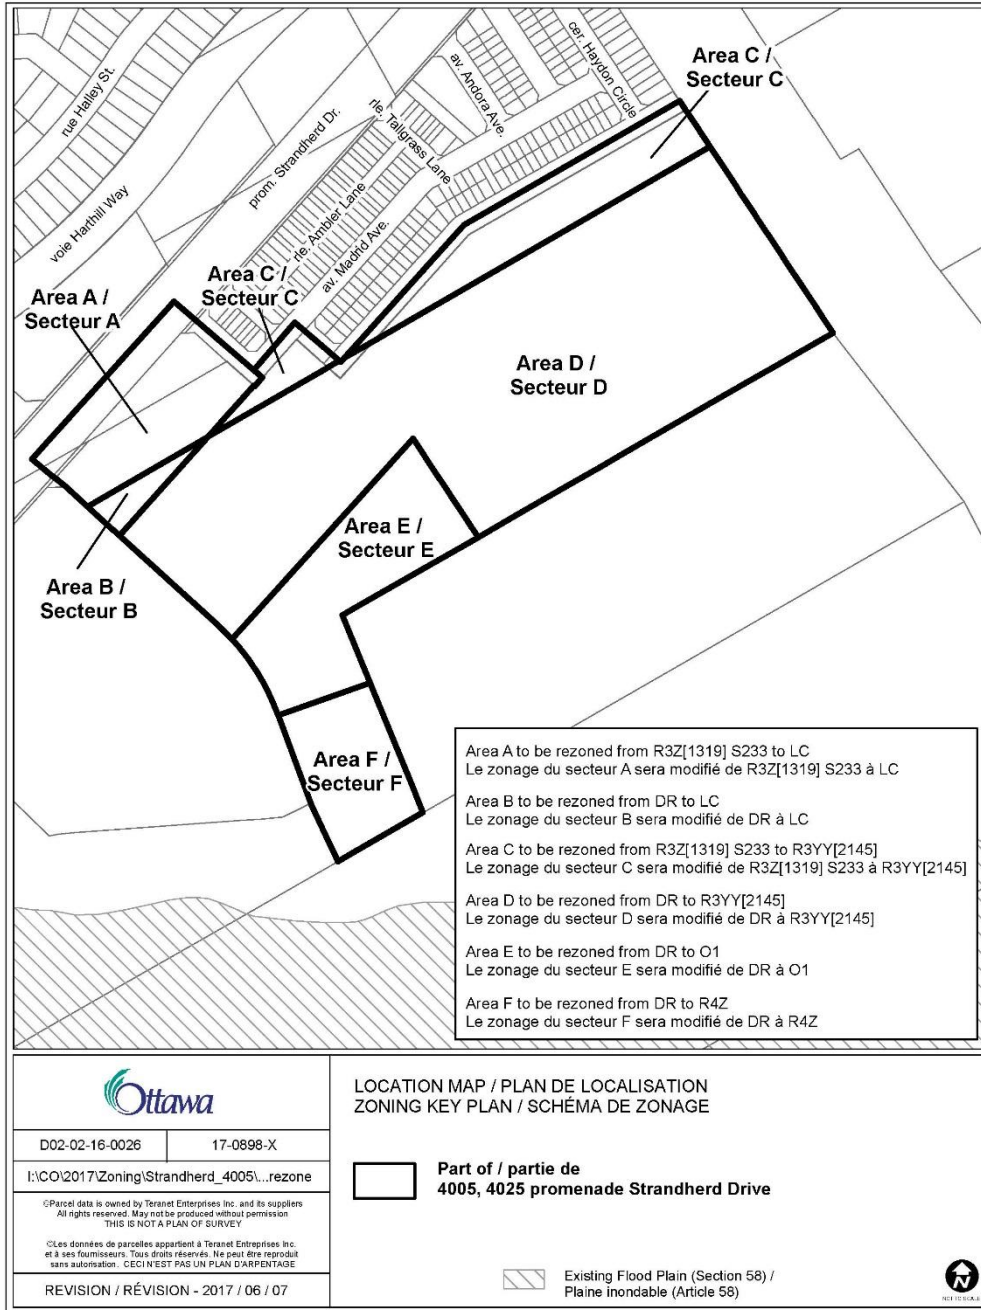 rue Halley St.
voie Harthill Way
prom. Strandherd Dr.
rle. Tallgrass Lane
av. Andora Ave.
cer. Haydon Circle
rle. Ambler Lane
av. Madrid Ave.
Area C /
Secteur C
Area C /
Secteur C
Area A /
Secteur A
Area D /
Secteur D
Area E /
Secteur E
Area B /
Secteur B
Area F /
Secteur F
Area A to be rezoned from R3Z[1319] S233 to LC
Le zonage du secteur A sera modifié de R3Z[1319] S233 à LC
Area B to be rezoned from DR to LC
Le zonage du secteur B sera modifié de DR à LC
Area C to be rezoned from R3Z[1319] S233 to R3YY[2145]
Le zonage du secteur C sera modifié de R3Z[1319] S233 à R3YY[2145]
Area D to be rezoned from DR to R3YY[2145]
Le zonage du secteur D sera modifié de DR à R3YY[2145]
Area E to be rezoned from DR to O1
Le zonage du secteur E sera modifié de DR à O1
Area F to be rezoned from DR to R4Z
Le zonage du secteur F sera modifié de DR à R4Z
Ottawa
D02-02-16-0026
17-0898-X
I:\CO\2017\Zoning\Strandherd_4005\...rezone
©Parcel data is owned by Teranet Enterprises Inc. and its suppliers
All rights reserved. May not be produced without permission
THIS IS NOT A PLAN OF SURVEY
©Les données de parcelles appartient à Teranet Entreprises Inc.
et à ses fournisseurs. Tous droits réservés. Ne peut être reproduit
sans autorisation. CECI N'EST PAS UN PLAN D'ARPENTAGE
REVISION / RÉVISION - 2017 / 06 / 07
LOCATION MAP / PLAN DE LOCALISATION
ZONING KEY PLAN / SCHÉMA DE ZONAGE
Part of / partie de
4005, 4025 promenade Strandherd Drive
Existing Flood Plain (Section 58) /
Plaine inondable (Article 58)
N
NOT TO SCALE